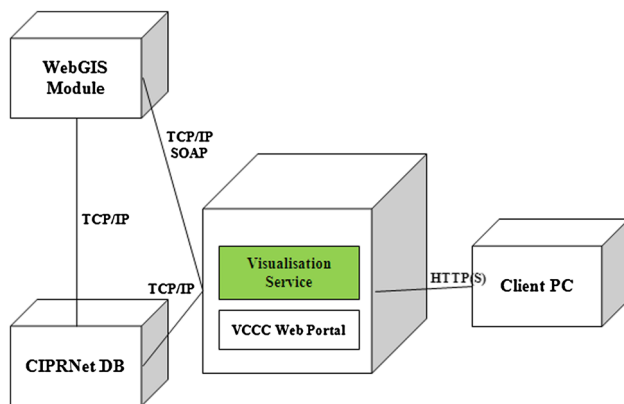 WebGIS
Module
TCP/IP
SOAP
TCP/IP
TCP/IP
Visualisation
Service
VCCC Web Portal
HTTP(S)
Client PC
CIPRNet DB